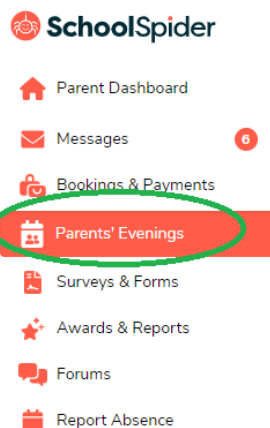 SchoolSpider
Parent Dashboard
Messages 6
Bookings & Payments
Parents' Evenings
Surveys & Forms
Awards & Reports
Forums
Report Absence